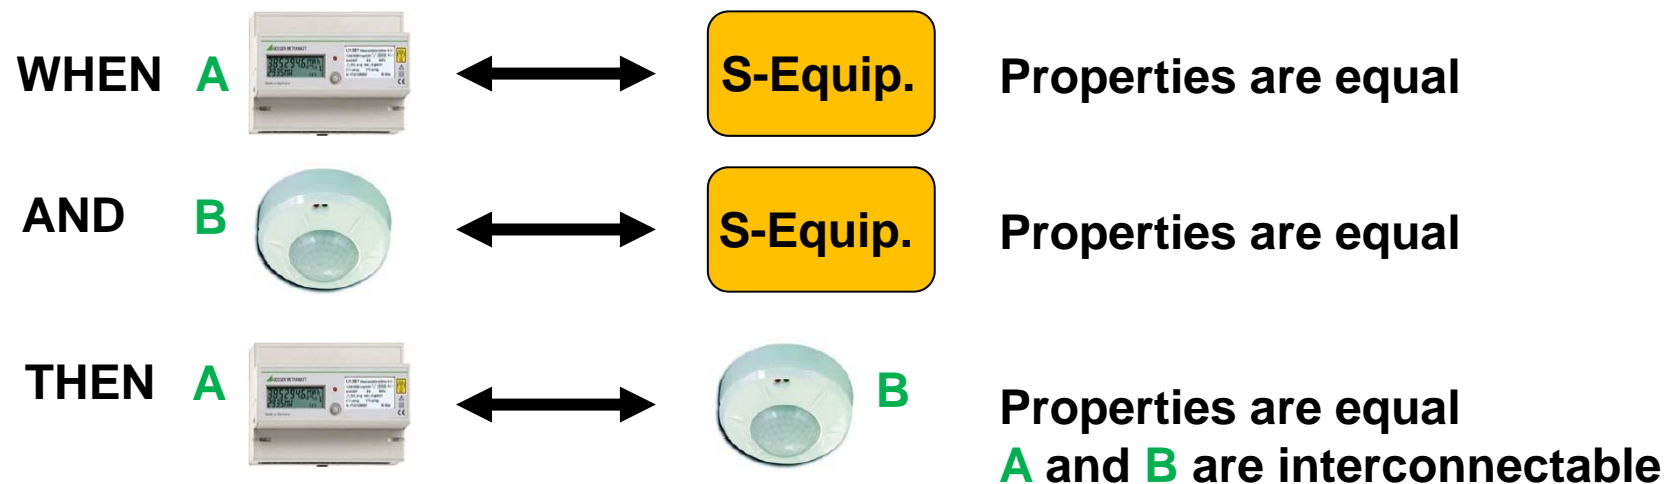 WHEN A S-Equip. Properties are equal
AND B S-Equip. Properties are equal
THEN A B Properties are equal
A and B are interconnectable